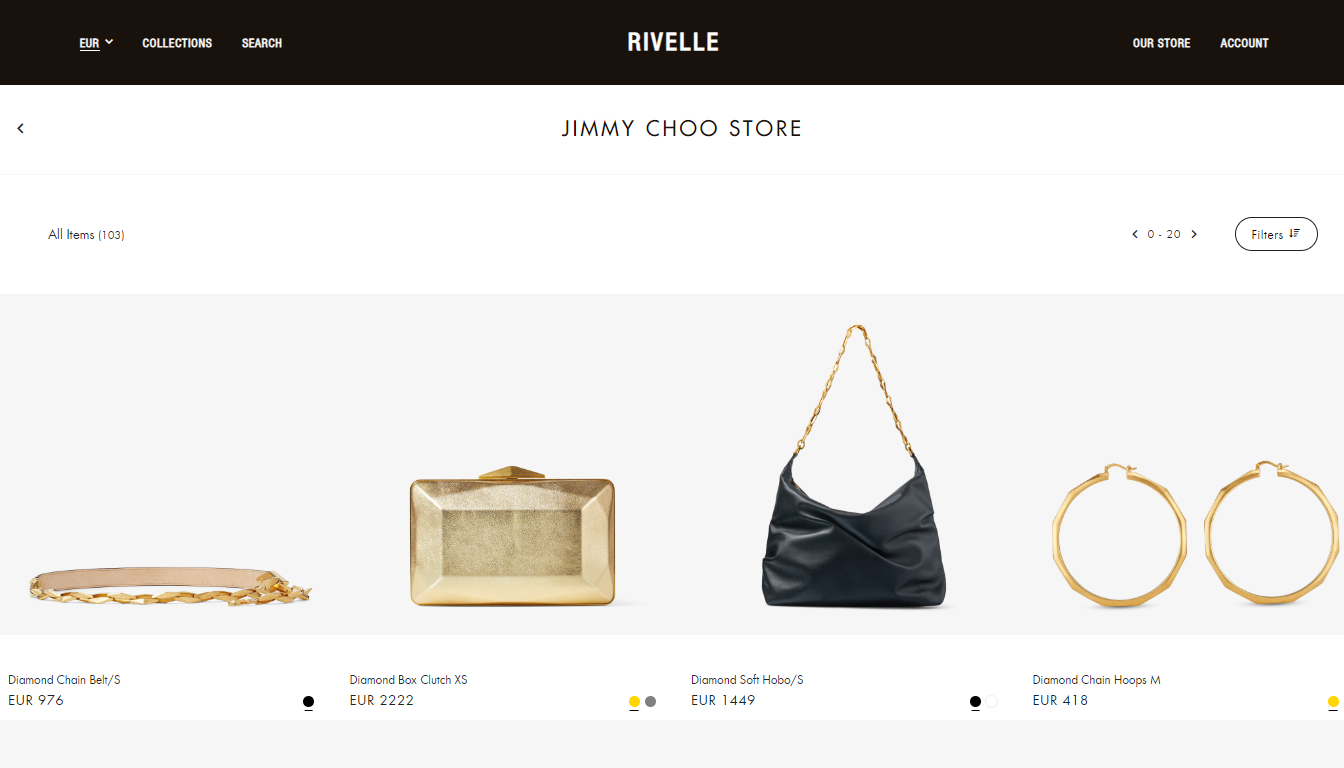 EUR COLLECTIONS SEARCH RIVELLE OUR STORE ACCOUNT
JIMMY CHOO STORE
All Items (103) 0 - 20 Filters
Diamond Chain Belt/S
EUR 976
Diamond Box Clutch XS
EUR 2222
Diamond Soft Hobo/S
EUR 1449
Diamond Chain Hoops M
EUR 418